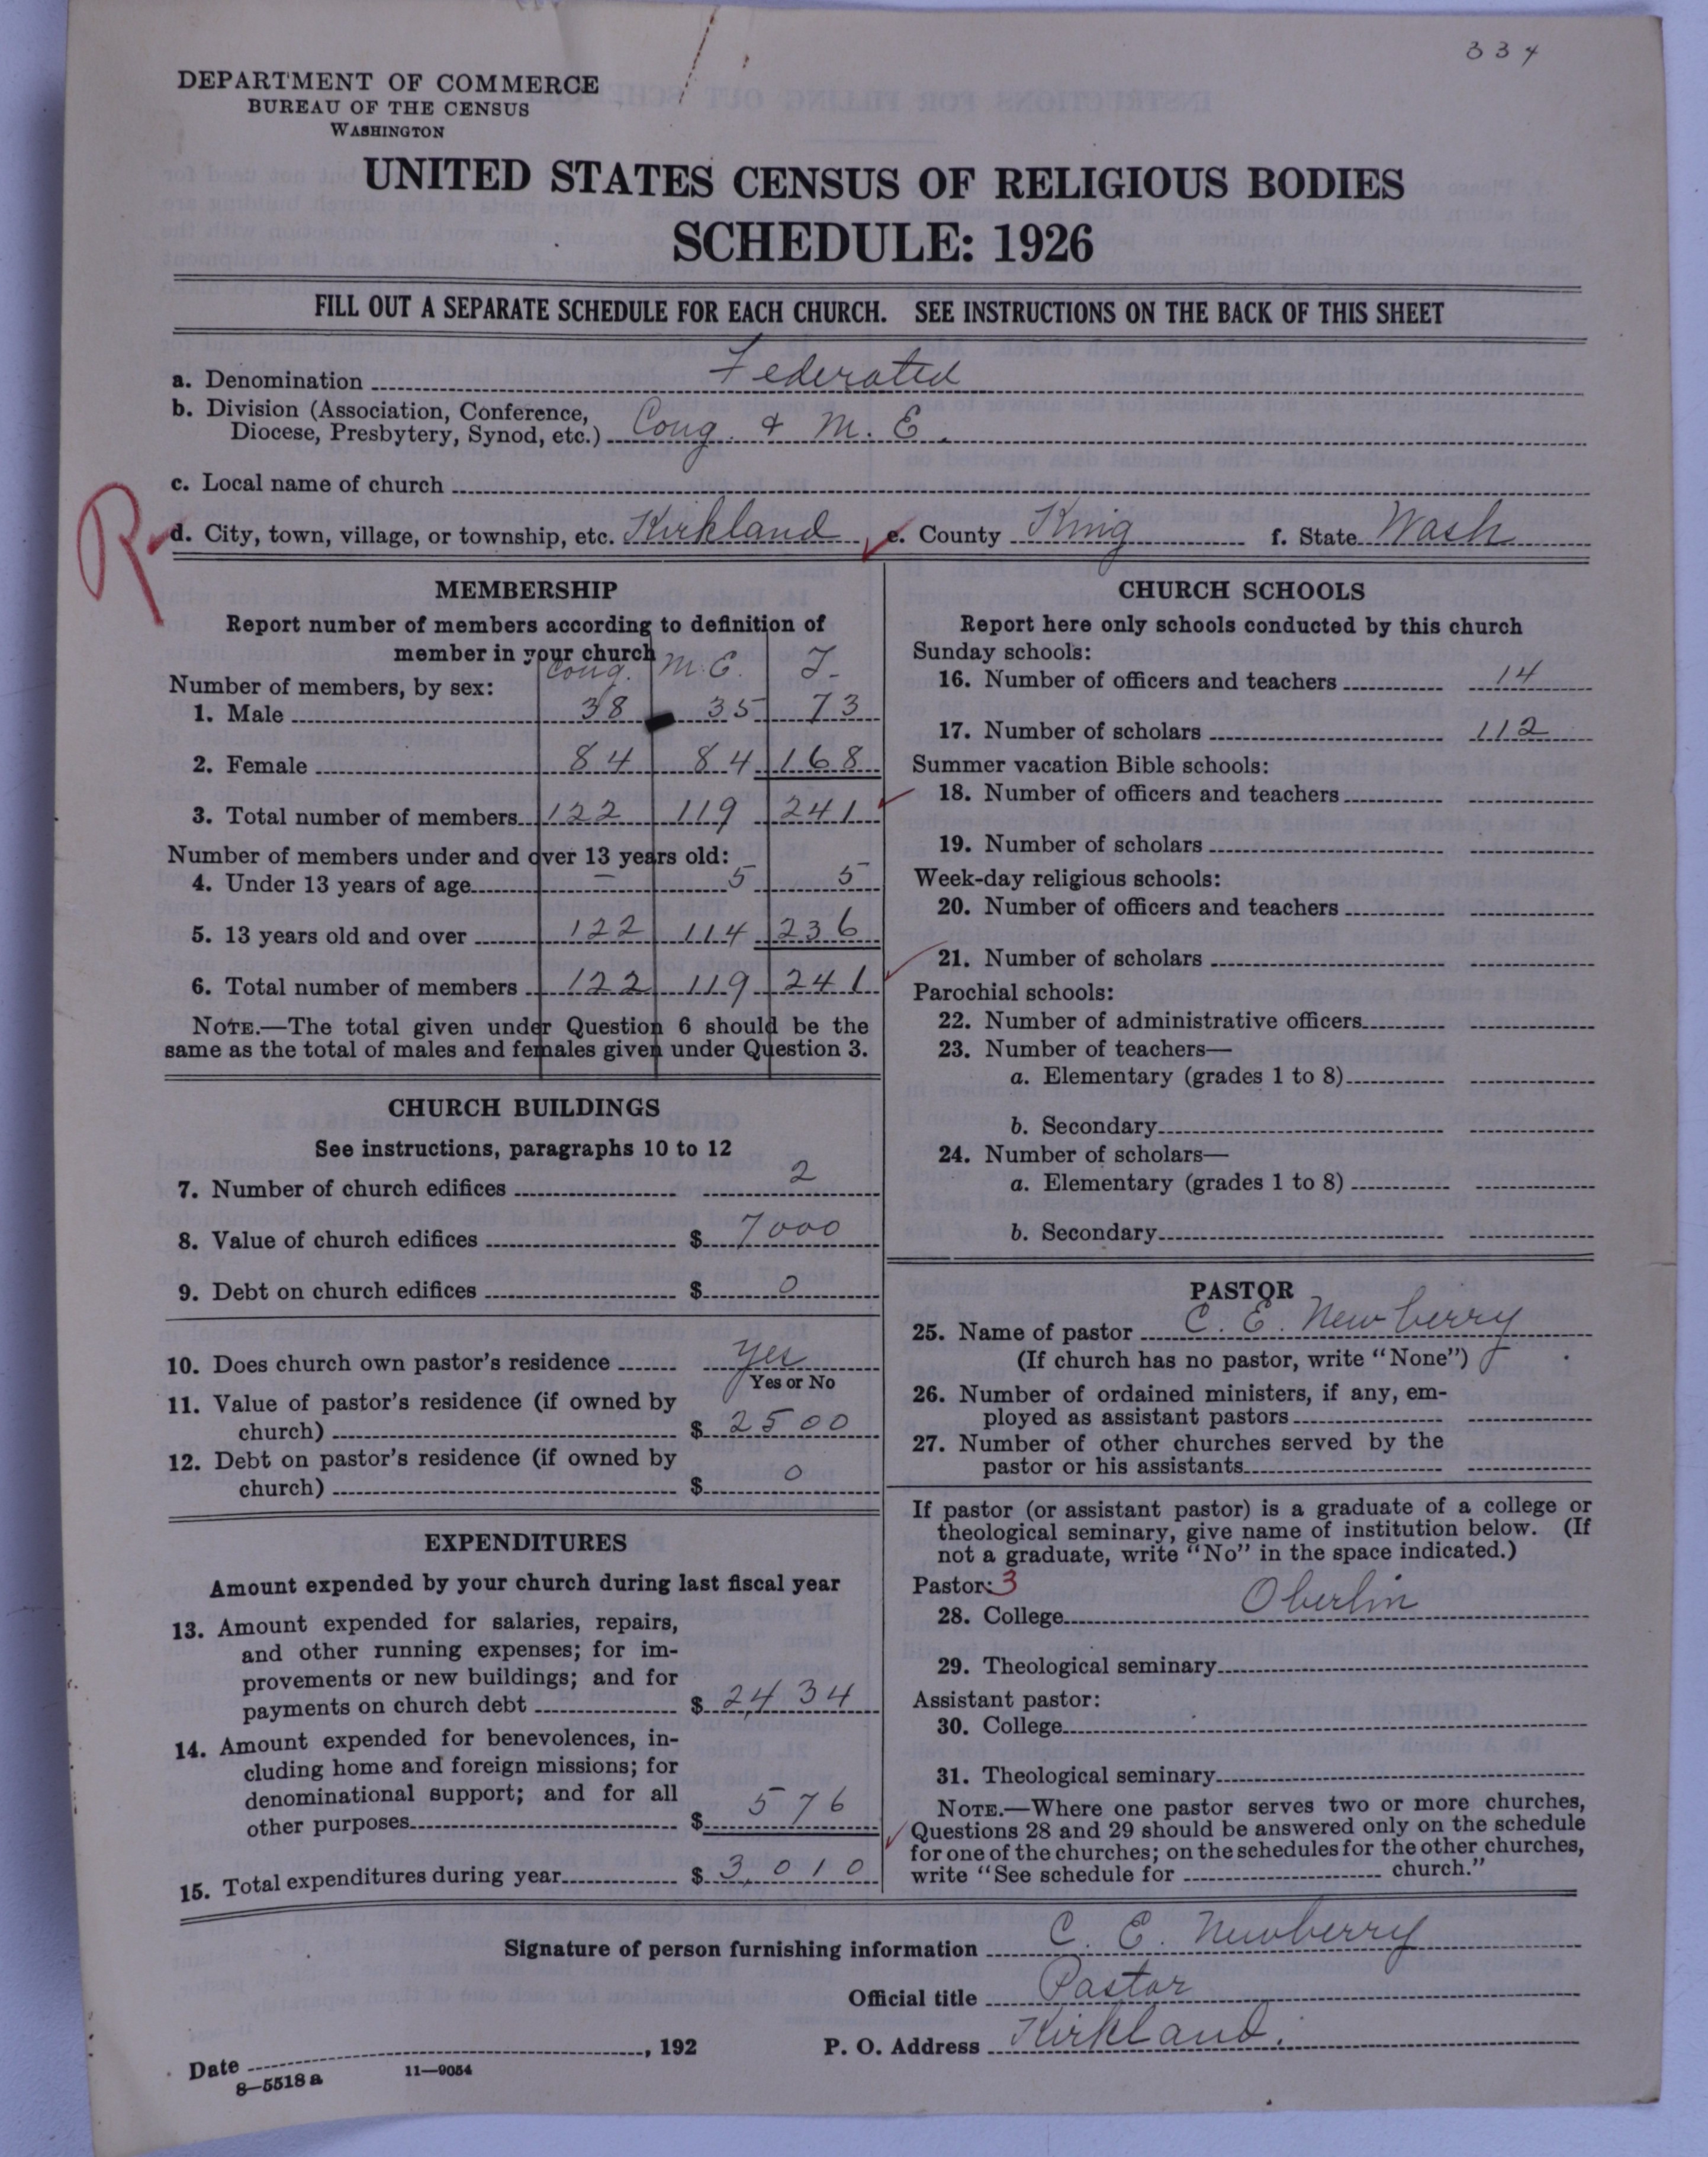 334
DEPARTMENT OF COMMERCE
BUREAU OF THE CENSUS
WASHINGTON
UNITED STATES CENSUS OF RELIGIOUS BODIES
SCHEDULE: 1926
FILL OUT A SEPARATE SCHEDULE FOR EACH CHURCH. SEE INSTRUCTIONS ON THE BACK OF THIS SHEET
a. Denomination Federated
b. Division (Association, Conference,
Diocese, Presbytery, Synod, etc.) Cong. & M. E.
c. Local name of church
R
d. City, town, village, or township, etc. Kirkland e. County King f. State Wash
MEMBERSHIP
Report number of members according to definition of
member in your church
Cong. M. E. T.
Number of members, by sex:
1. Male 38 35 73
2. Female 84 84 168
3. Total number of members 122 119 241
Number of members under and over 13 years old:
4. Under 13 years of age — 5 5
5. 13 years old and over 122 114 236
6. Total number of members 122 119 241
NOTE.—The total given under Question 6 should be the
same as the total of males and females given under Question 3.
CHURCH BUILDINGS
See instructions, paragraphs 10 to 12
7. Number of church edifices 2
8. Value of church edifices $ 7000
9. Debt on church edifices $ 0
10. Does church own pastor's residence yes
Yes or No
11. Value of pastor's residence (if owned by
church) $ 2500
12. Debt on pastor's residence (if owned by
church) $ 0
EXPENDITURES
Amount expended by your church during last fiscal year
13. Amount expended for salaries, repairs,
and other running expenses; for im-
provements or new buildings; and for
payments on church debt $ 2,434
14. Amount expended for benevolences, in-
cluding home and foreign missions; for
denominational support; and for all
other purposes $ 576
15. Total expenditures during year $ 3,010
CHURCH SCHOOLS
Report here only schools conducted by this church
Sunday schools:
16. Number of officers and teachers 14
17. Number of scholars 112
Summer vacation Bible schools:
18. Number of officers and teachers
19. Number of scholars
Week-day religious schools:
20. Number of officers and teachers
21. Number of scholars
Parochial schools:
22. Number of administrative officers
23. Number of teachers—
a. Elementary (grades 1 to 8)
b. Secondary
24. Number of scholars—
a. Elementary (grades 1 to 8)
b. Secondary
PASTOR
25. Name of pastor C. E. Newberry
(If church has no pastor, write "None")
26. Number of ordained ministers, if any, em-
ployed as assistant pastors
27. Number of other churches served by the
pastor or his assistants
If pastor (or assistant pastor) is a graduate of a college or
theological seminary, give name of institution below. (If
not a graduate, write "No" in the space indicated.)
Pastor: 3
28. College Oberlin
29. Theological seminary
Assistant pastor:
30. College
31. Theological seminary
NOTE.—Where one pastor serves two or more churches,
Questions 28 and 29 should be answered only on the schedule
for one of the churches; on the schedules for the other churches,
write "See schedule for church."
Signature of person furnishing information C. E. Newberry
Official title Pastor
Date , 192 P. O. Address Kirkland.
8—5518 a 11—9054